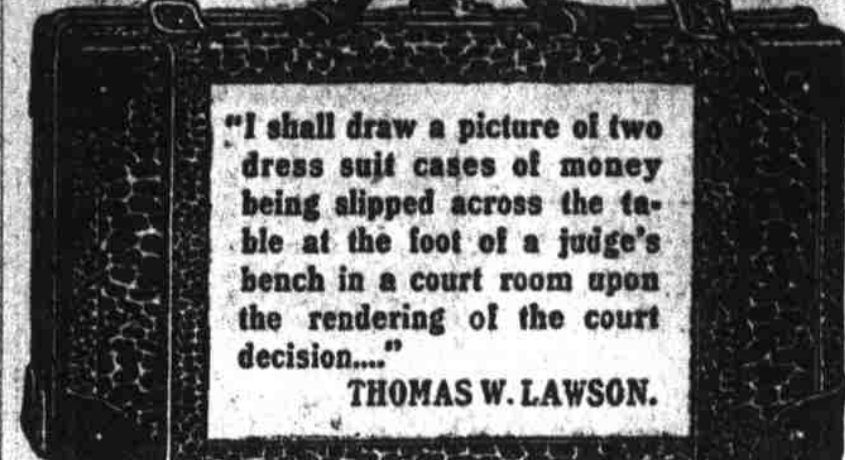 "I shall draw a picture of two
dress suit cases of money
being slipped across the ta-
ble at the foot of a judge's
bench in a court room upon
the rendering of the court
decision...."
THOMAS W. LAWSON.